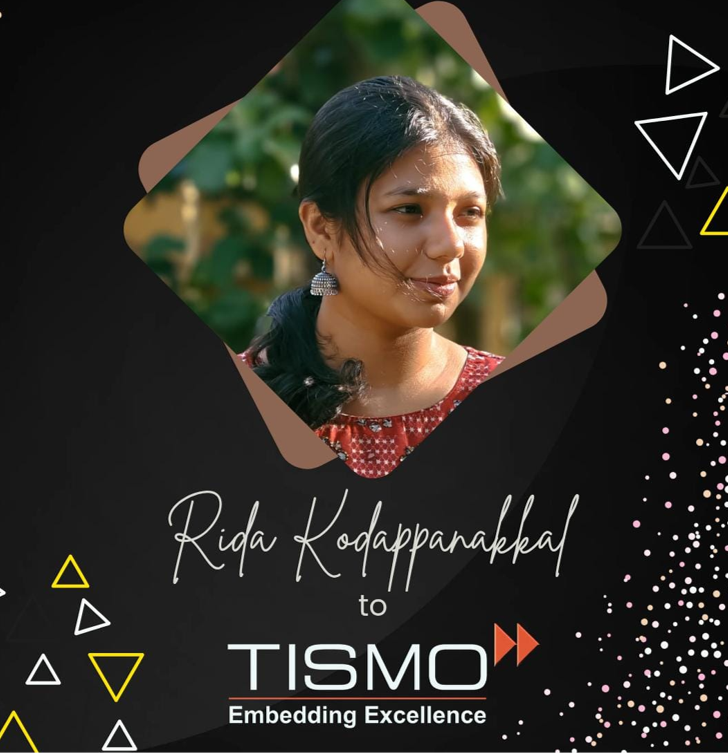 Rida Kodappanakkal
to
TISMO
Embedding Excellence